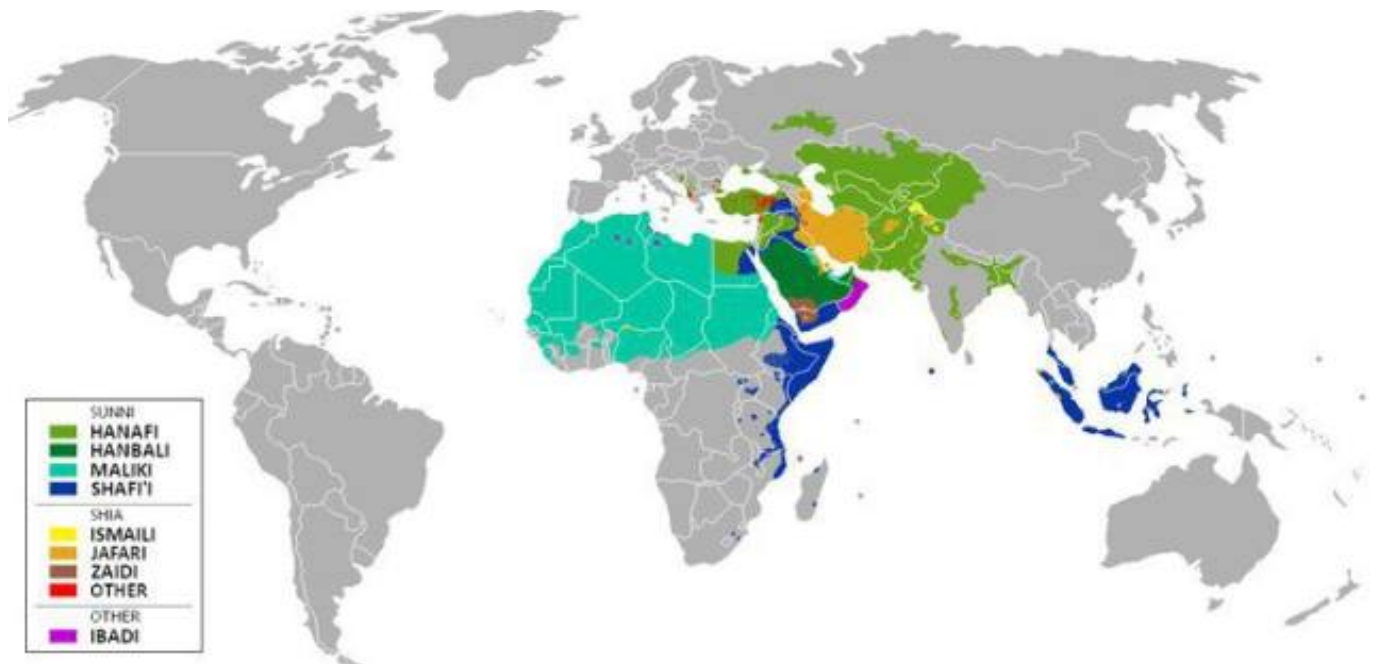 SUNNI
HANAFI
HANBALI
MALIKI
SHAFI'I
SHIA
ISMAILI
JAFARI
ZAIDI
OTHER
OTHER
IBADI